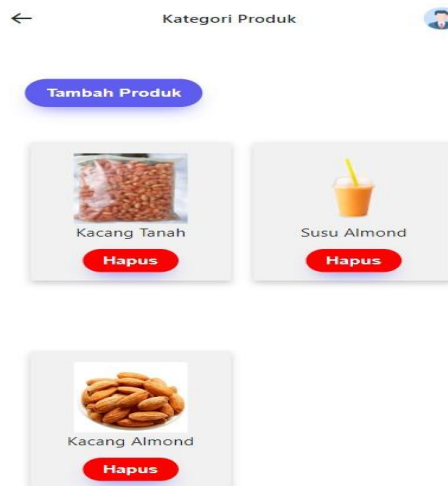 Kategori Produk
Tambah Produk
Kacang Tanah
Hapus
Susu Almond
Hapus
Kacang Almond
Hapus